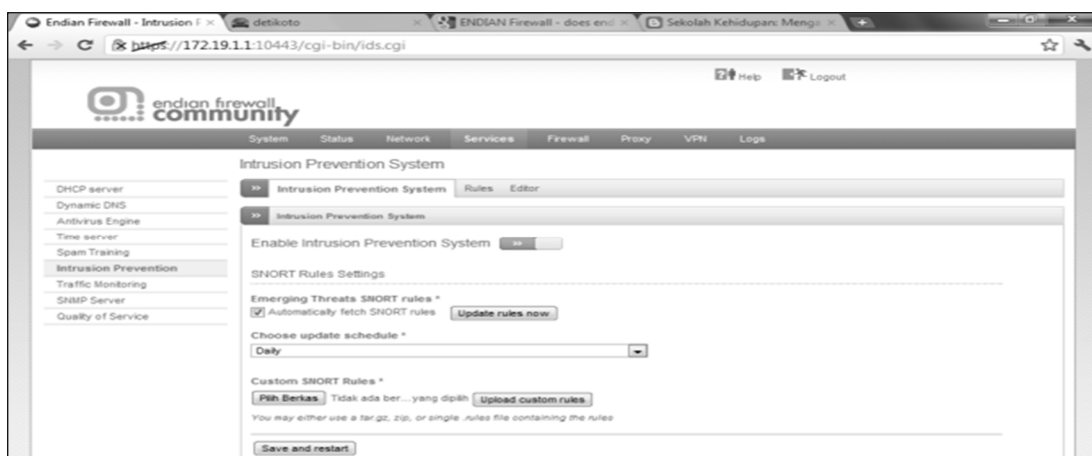 Endian Firewall - Intrusion P
detikoto
ENDIAN Firewall - does end
Sekolah Kehidupan: Menga
https://172.19.1.1:10443/cgi-bin/ids.cgi
Help Logout
endian firewall
community
System Status Network Services Firewall Proxy VPN Logs
Intrusion Prevention System
DHCP server
Dynamic DNS
Antivirus Engine
Time server
Spam Training
Intrusion Prevention
Traffic Monitoring
SNMP Server
Quality of Service
>> Intrusion Prevention System Rules Editor
>> Intrusion Prevention System
Enable Intrusion Prevention System >>
SNORT Rules Settings
Emerging Threats SNORT rules *
Automatically fetch SNORT rules Update rules now
Choose update schedule *
Daily
Custom SNORT Rules *
Pilih Berkas Tidak ada ber... yang dipilih Upload custom rules
You may either use a tar.gz, zip, or single .rules file containing the rules
Save and restart